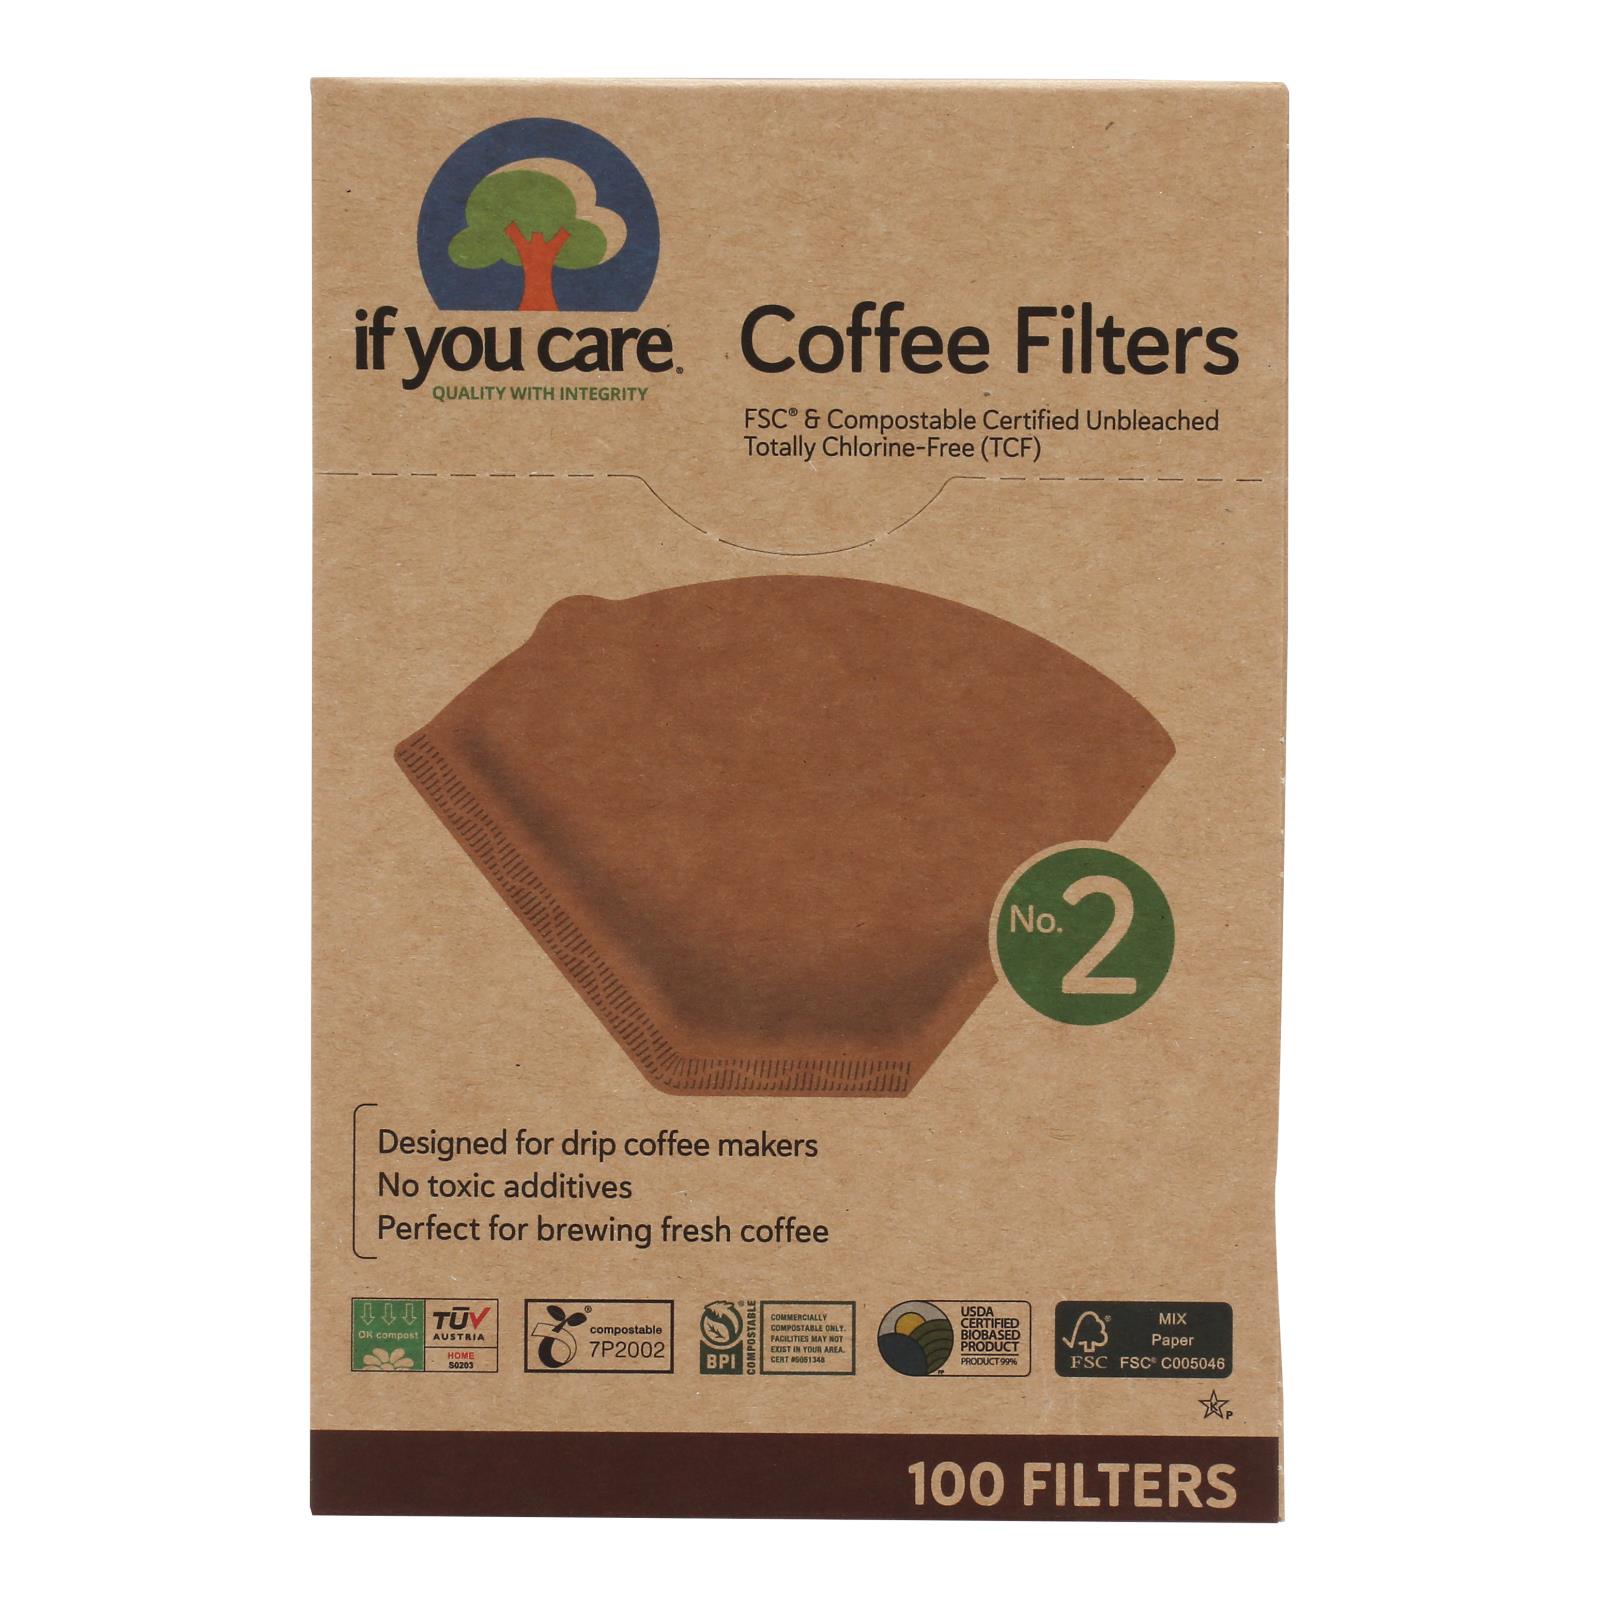 if you care®
QUALITY WITH INTEGRITY
Coffee Filters
FSC® & Compostable Certified Unbleached
Totally Chlorine-Free (TCF)
No. 2
Designed for drip coffee makers
No toxic additives
Perfect for brewing fresh coffee
OK compost
TÜV
AUSTRIA
HOME
S0203
®
compostable
7P2002
BPI
COMPOSTABLE
COMMERCIALLY
COMPOSTABLE ONLY.
FACILITIES MAY NOT
EXIST IN YOUR AREA.
CERT #5051348
USDA
CERTIFIED
BIOBASED
PRODUCT
PRODUCT 99%
FP
®
FSC
MIX
Paper
FSC® C005046
K P
100 FILTERS